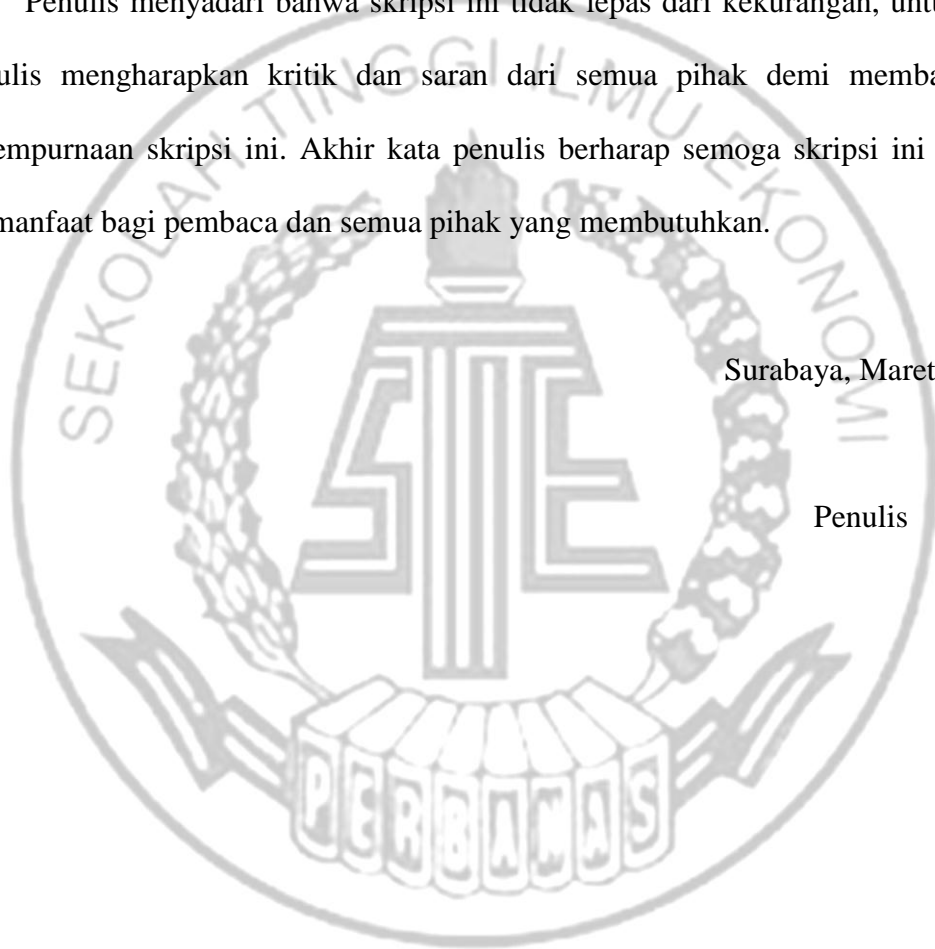 Penulis menyadari bahwa skripsi ini tidak lepas dari kekurangan, untu
ulis mengharapkan kritik dan saran dari semua pihak demi memba
empurnaan skripsi ini. Akhir kata penulis berharap semoga skripsi ini
manfaat bagi pembaca dan semua pihak yang membutuhkan.
SEKOLAH TINGGI ILMU EKONOMI
Surabaya, Maret
Penulis
STIE
PERBANAS